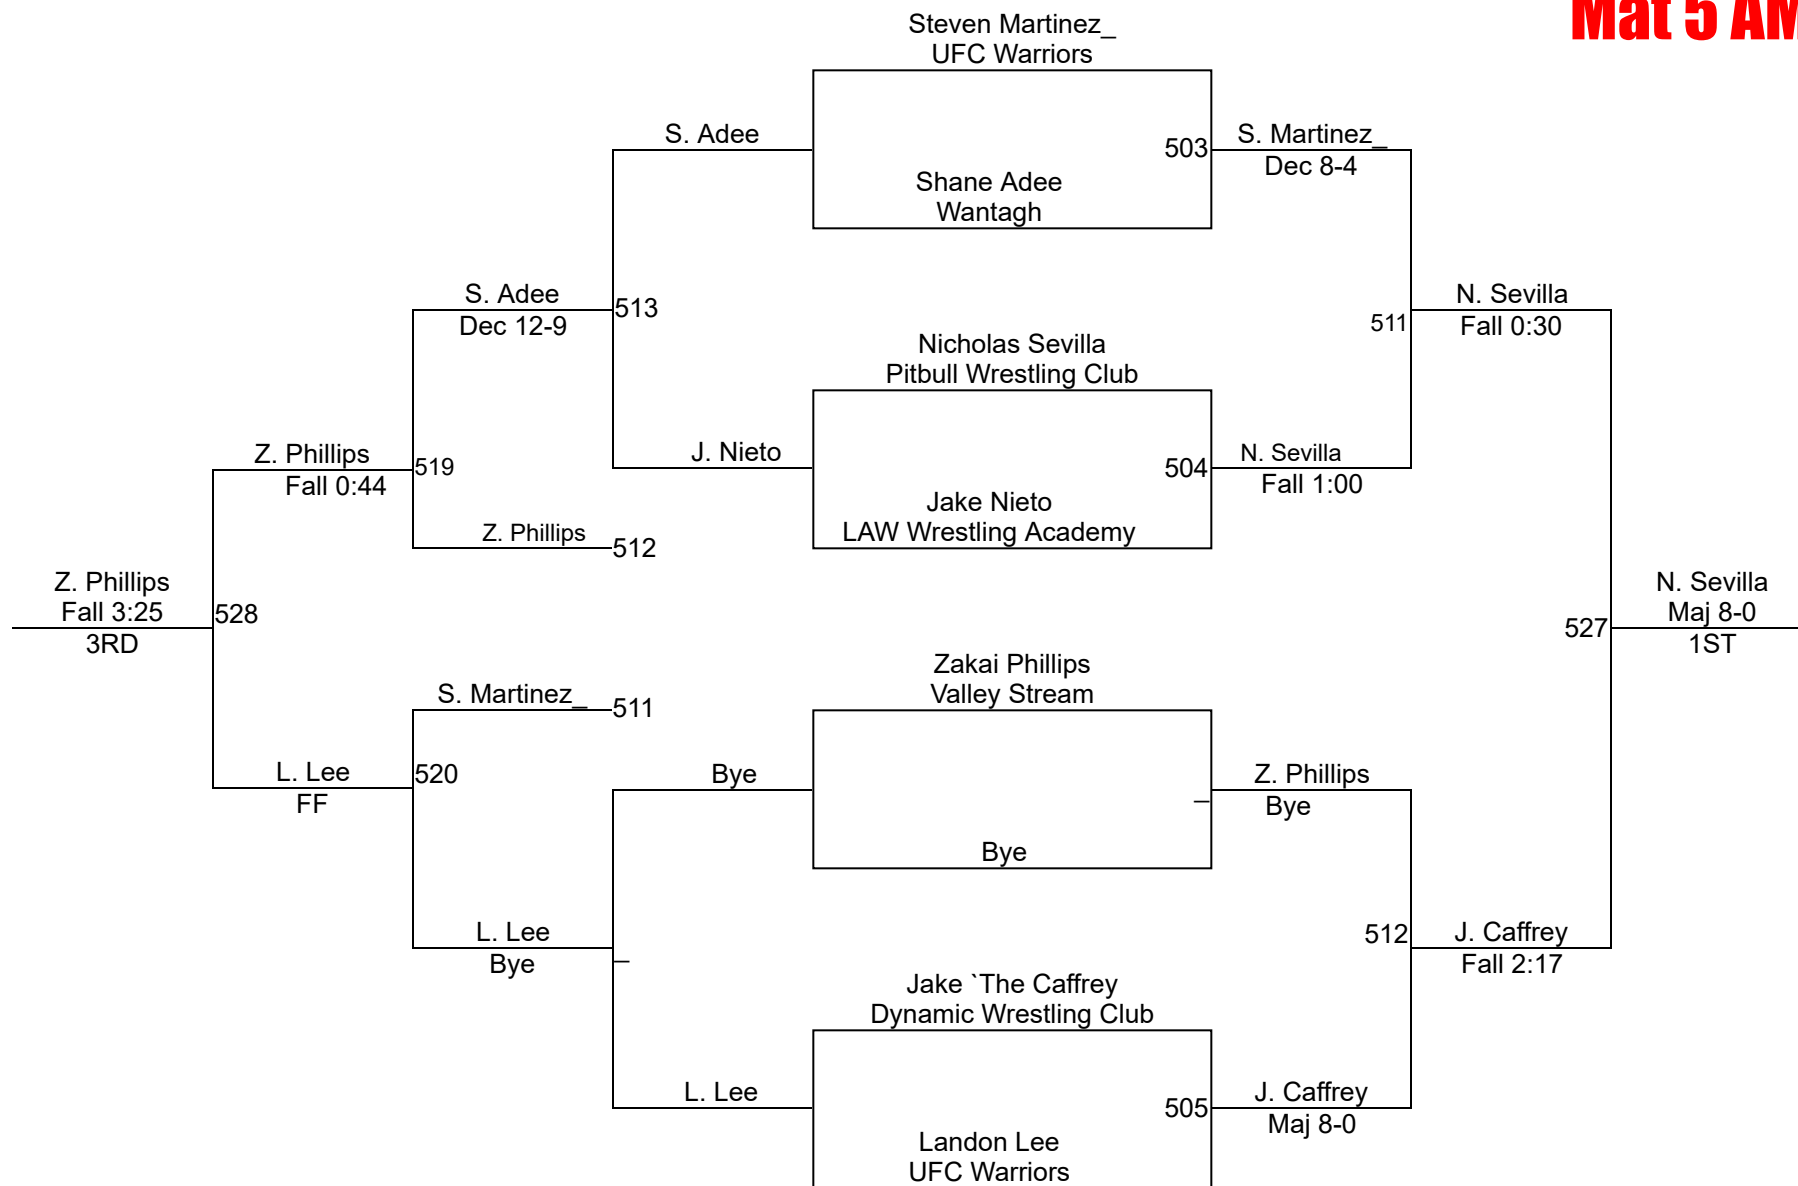 Mat 5 AM
Steven Martinez_
UFC Warriors
S. Adee
503
S. Martinez_
Dec 8-4
Shane Adee
Wantagh
S. Adee
Dec 12-9
513
511
N. Sevilla
Fall 0:30
Nicholas Sevilla
Pitbull Wrestling Club
Z. Phillips
Fall 0:44
519
J. Nieto
504
N. Sevilla
Fall 1:00
Jake Nieto
LAW Wrestling Academy
Z. Phillips
512
Z. Phillips
Fall 3:25
3RD
528
527
N. Sevilla
Maj 8-0
1ST
Zakai Phillips
Valley Stream
S. Martinez_
511
L. Lee
FF
520
Bye
_
Z. Phillips
Bye
Bye
L. Lee
Bye
_
512
J. Caffrey
Fall 2:17
Jake `The Caffrey
Dynamic Wrestling Club
L. Lee
505
J. Caffrey
Maj 8-0
Landon Lee
UFC Warriors